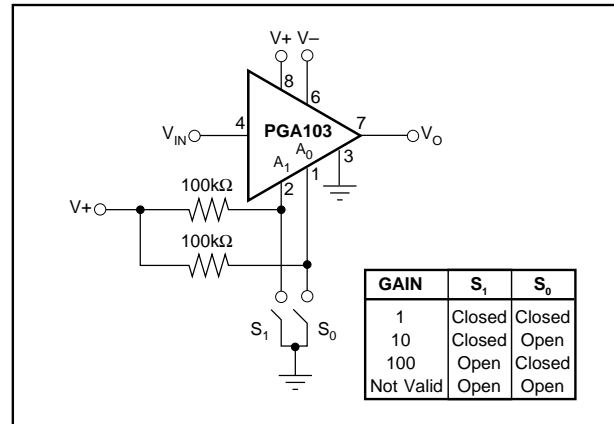 V+ V–
8 6
4 PGA103 7
V_IN V_O
A_1 A_0 3
2 1
100kΩ
V+
100kΩ
S_1 S_0
GAIN S_1 S_0
1 Closed Closed
10 Closed Open
100 Open Closed
Not Valid Open Open